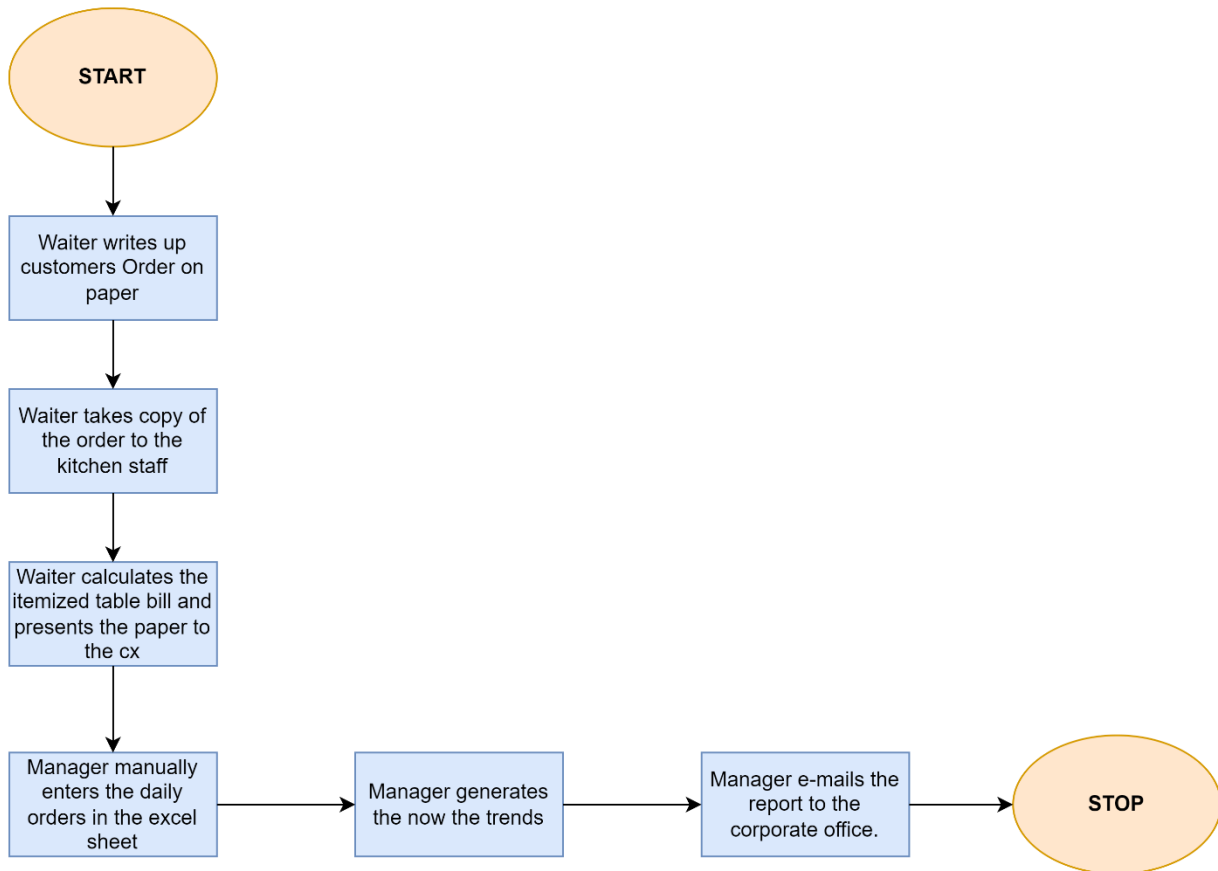 START
Waiter writes up
customers Order on
paper
Waiter takes copy of
the order to the
kitchen staff
Waiter calculates the
itemized table bill and
presents the paper to
the cx
Manager manually
enters the daily
orders in the excel
sheet
Manager generates
the now the trends
Manager e-mails the
report to the
corporate office.
STOP